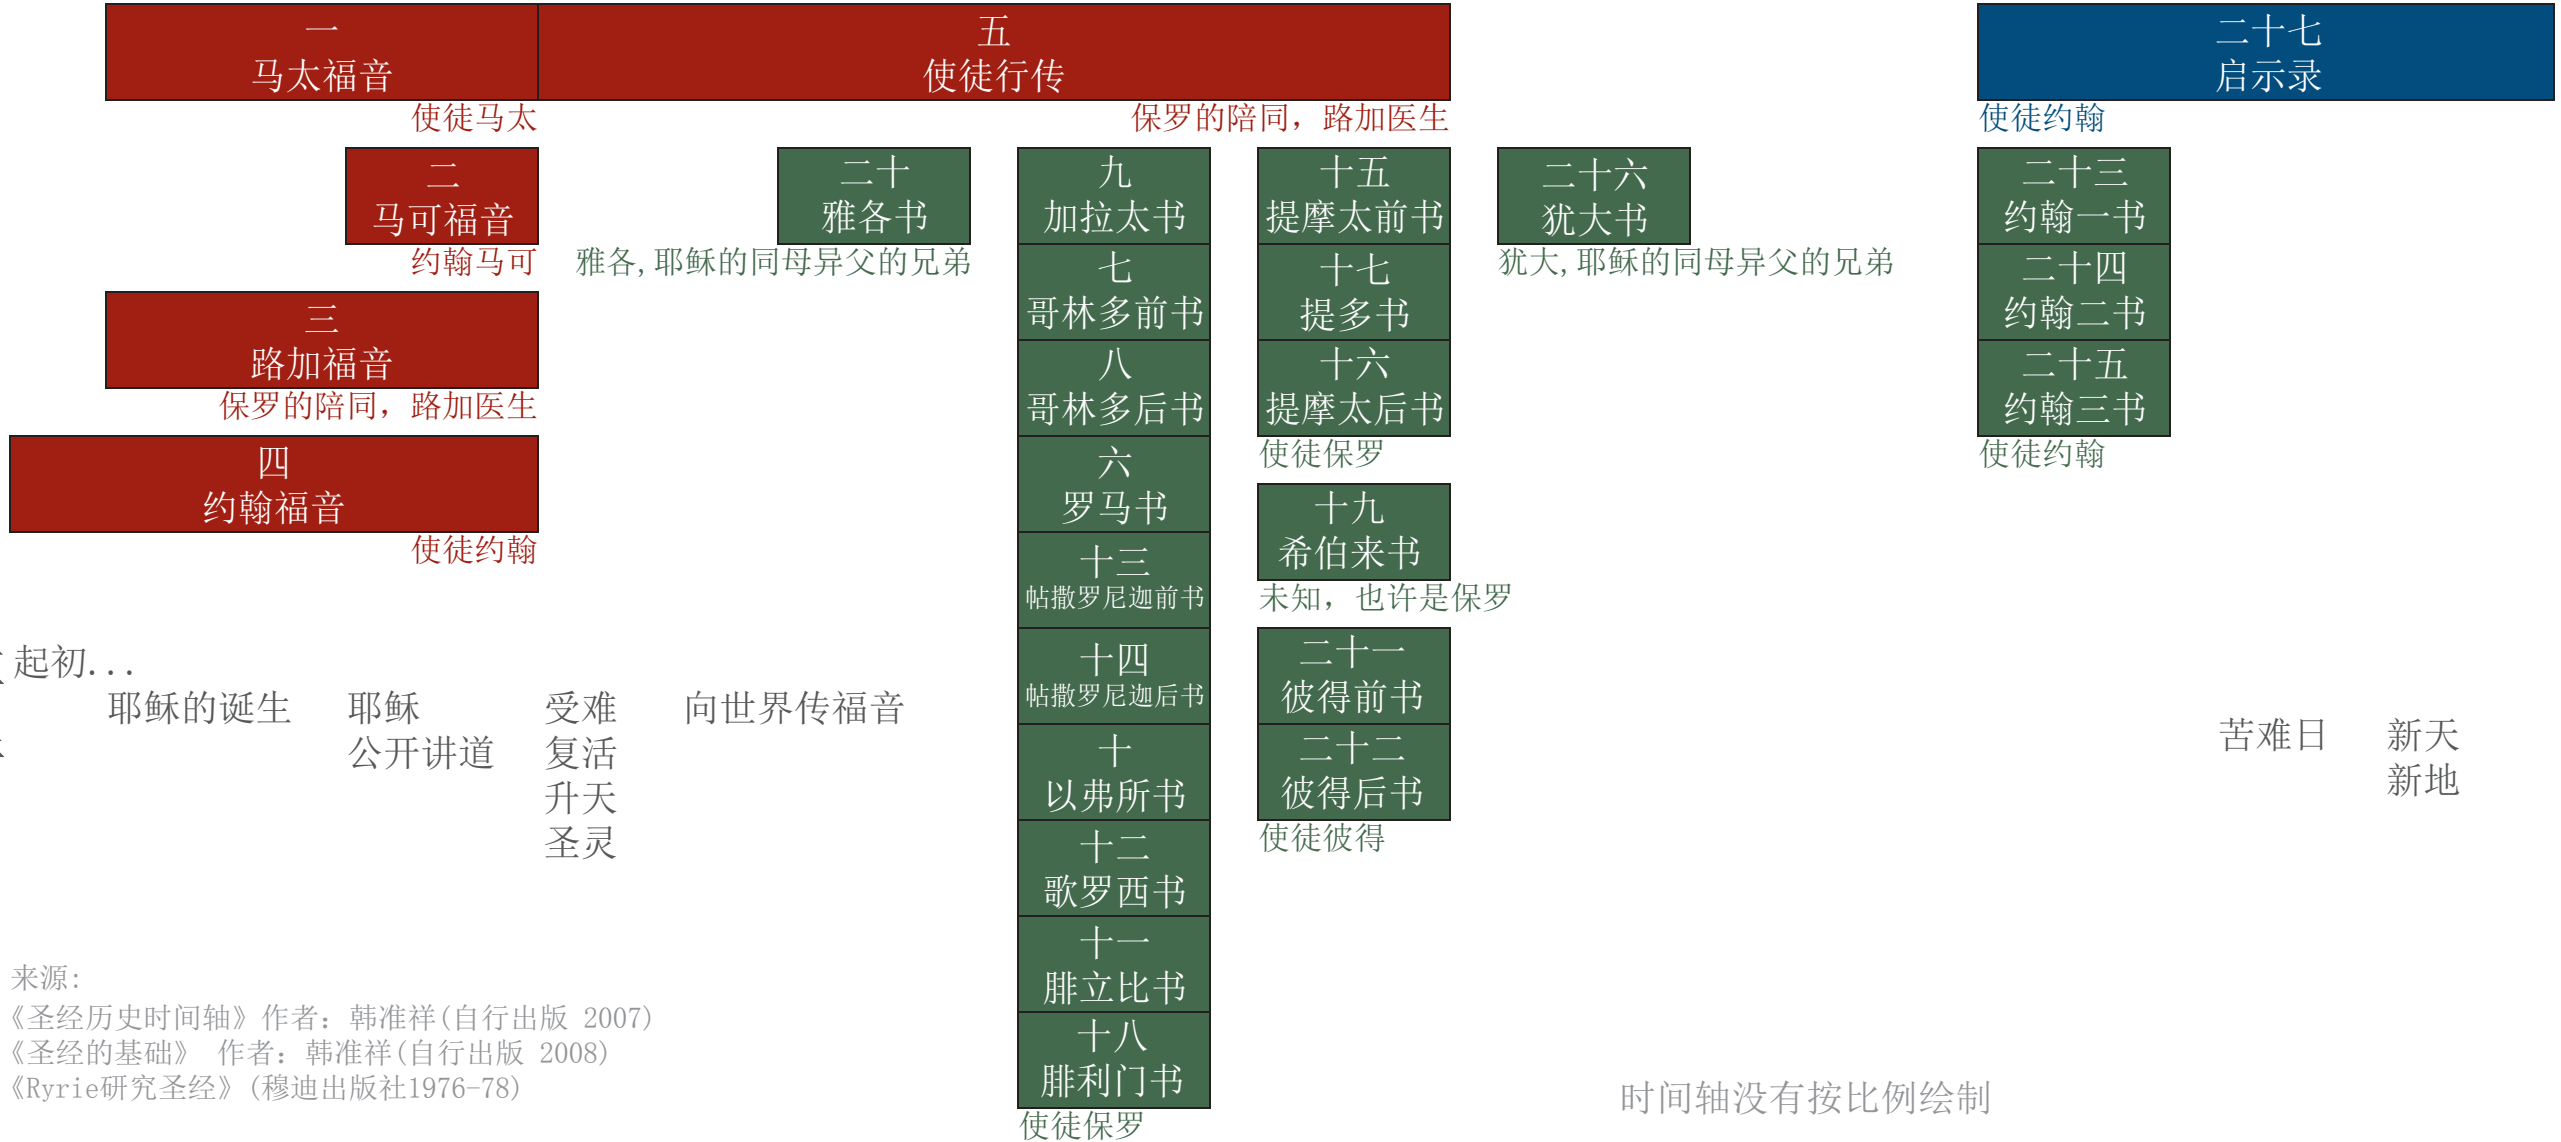 一
马太福音
使徒马太
二
马可福音
约翰马可
三
路加福音
保罗的陪同，路加医生
四
约翰福音
使徒约翰
五
使徒行传
保罗的陪同，路加医生
二十
雅各书
雅各,耶稣的同母异父的兄弟
九
加拉太书
七
哥林多前书
八
哥林多后书
六
罗马书
十三
帖撒罗尼迦前书
十四
帖撒罗尼迦后书
十
以弗所书
十二
歌罗西书
十一
腓立比书
十八
腓利门书
使徒保罗
十五
提摩太前书
十七
提多书
十六
提摩太后书
使徒保罗
十九
希伯来书
未知，也许是保罗
二十一
彼得前书
二十二
彼得后书
使徒彼得
二十六
犹大书
犹大,耶稣的同母异父的兄弟
二十七
启示录
使徒约翰
二十三
约翰一书
二十四
约翰二书
二十五
约翰三书
使徒约翰
起初...
耶稣的诞生
耶稣
公开讲道
受难
复活
升天
圣灵
向世界传福音
苦难日
新天
新地
来源:
《圣经历史时间轴》作者: 韩准祥(自行出版 2007)
《圣经的基础》 作者: 韩准祥(自行出版 2008)
《Ryrie研究圣经》(穆迪出版社1976-78)
时间轴没有按比例绘制